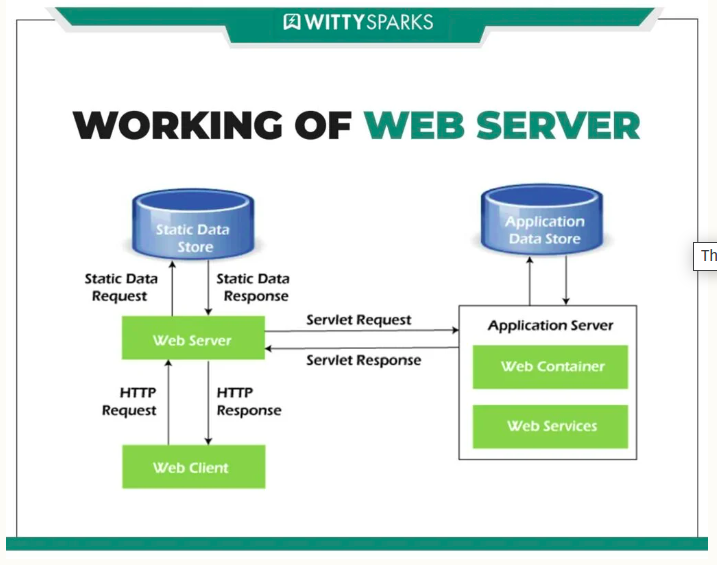 WITTYSPARKS
WORKING OF WEB SERVER
Static Data
Store
Application
Data Store
Static Data
Request
Static Data
Response
Web Server
Servlet Request
Servlet Response
Application Server
Web Container
Web Services
HTTP
Request
HTTP
Response
Web Client